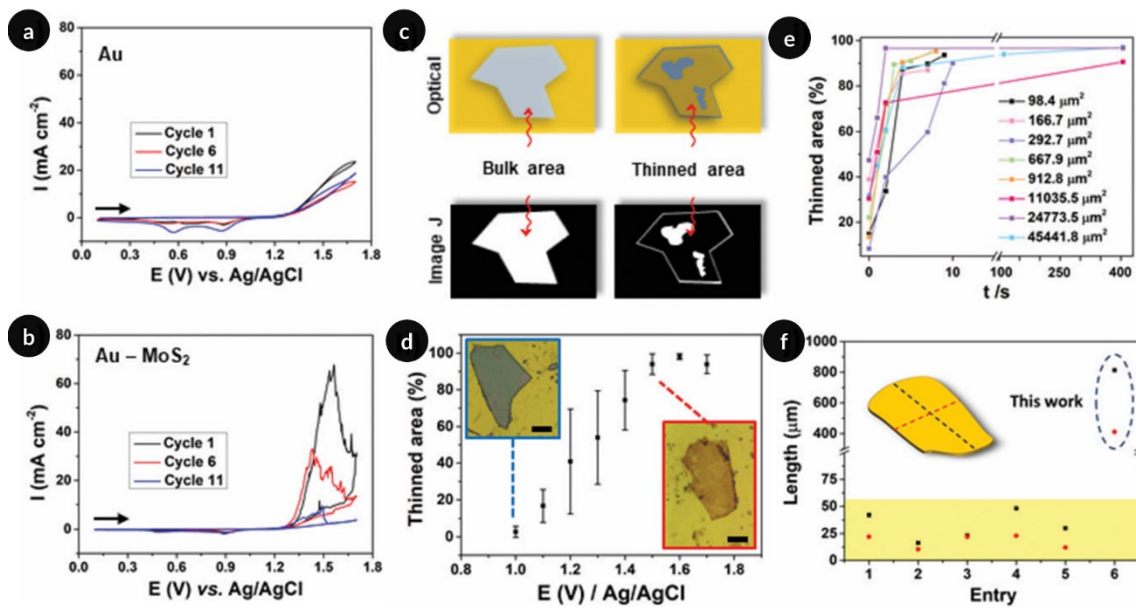 a
Au
I (mA cm⁻²)
80
60
40
20
0
Cycle 1
Cycle 6
Cycle 11
0.0 0.3 0.6 0.9 1.2 1.5 1.8
E (V) vs. Ag/AgCl
b
Au – MoS₂
I (mA cm⁻²)
80
60
40
20
0
Cycle 1
Cycle 6
Cycle 11
0.0 0.3 0.6 0.9 1.2 1.5 1.8
E (V) vs. Ag/AgCl
c
Optical
Bulk area Thinned area
Image J
d
Thinned area (%)
100
80
60
40
20
0
0.8 1.0 1.2 1.4 1.6 1.8
E (V) / Ag/AgCl
e
Thinned area (%)
100
80
60
40
20
98.4 μm²
166.7 μm²
292.7 μm²
667.9 μm²
912.8 μm²
11035.5 μm²
24773.5 μm²
45441.8 μm²
0 10 100 250 400
t /s
f
Length (μm)
1000
800
600
400
50
25
0
This work
1 2 3 4 5 6
Entry